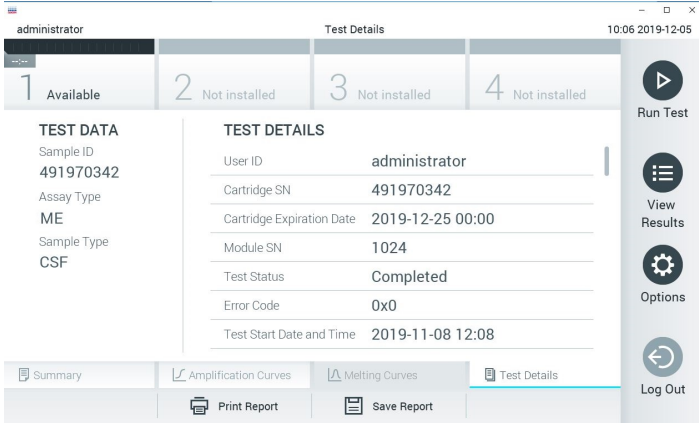 administrator
Test Details
10:06 2019-12-05
--:--
1 Available
2 Not installed
3 Not installed
4 Not installed
Run Test
View
Results
Options
Log Out
TEST DATA
Sample ID
491970342
Assay Type
ME
Sample Type
CSF
TEST DETAILS
User ID administrator
Cartridge SN 491970342
Cartridge Expiration Date 2019-12-25 00:00
Module SN 1024
Test Status Completed
Error Code 0x0
Test Start Date and Time 2019-11-08 12:08
Summary
Amplification Curves
Melting Curves
Test Details
Print Report
Save Report